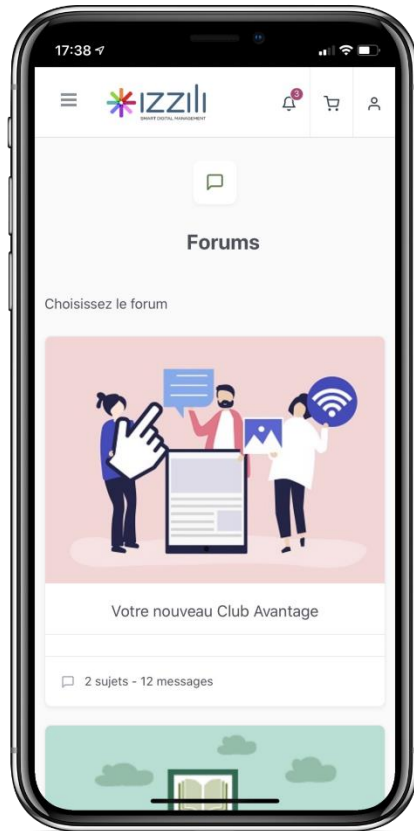 17:38
izzili
SMART DIGITAL MANAGEMENT
3
Forums
Choisissez le forum
Votre nouveau Club Avantage
2 sujets - 12 messages